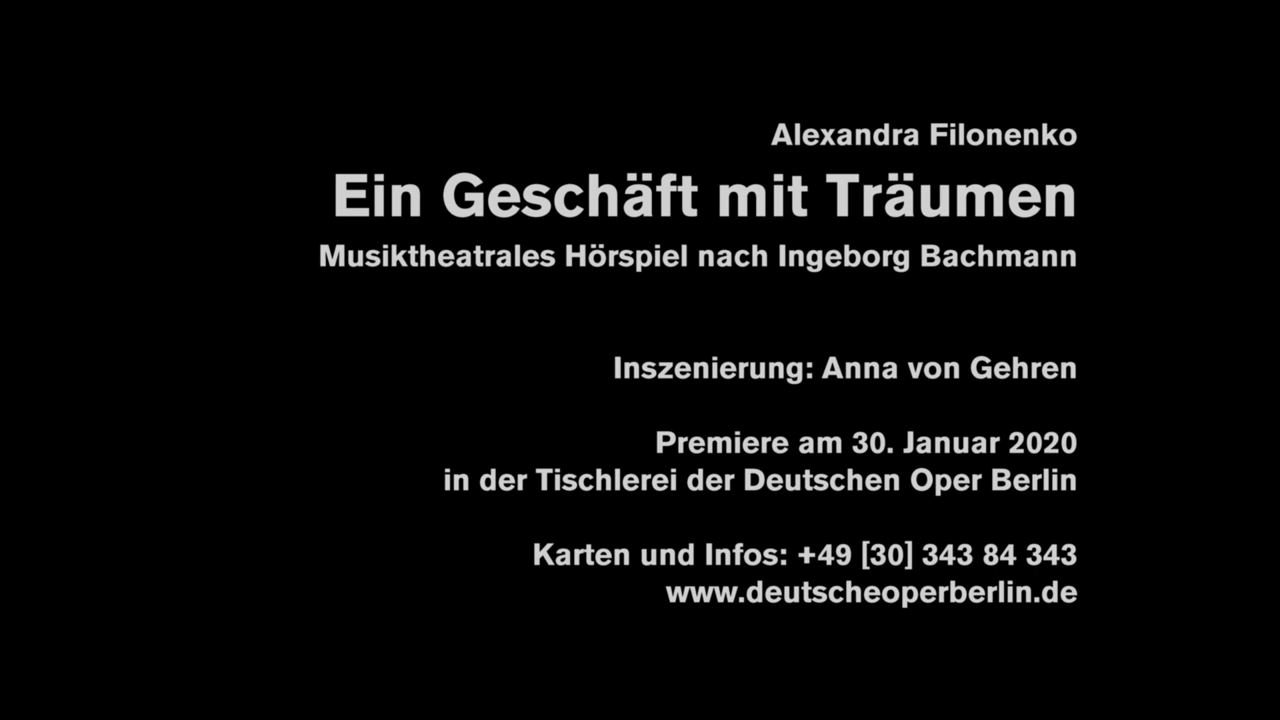 Alexandra Filonenko
Ein Geschäft mit Träumen
Musiktheatrales Hörspiel nach Ingeborg Bachmann
Inszenierung: Anna von Gehren
Premiere am 30. Januar 2020
in der Tischlerei der Deutschen Oper Berlin
Karten und Infos: +49 [30] 343 84 343
www.deutscheoperberlin.de